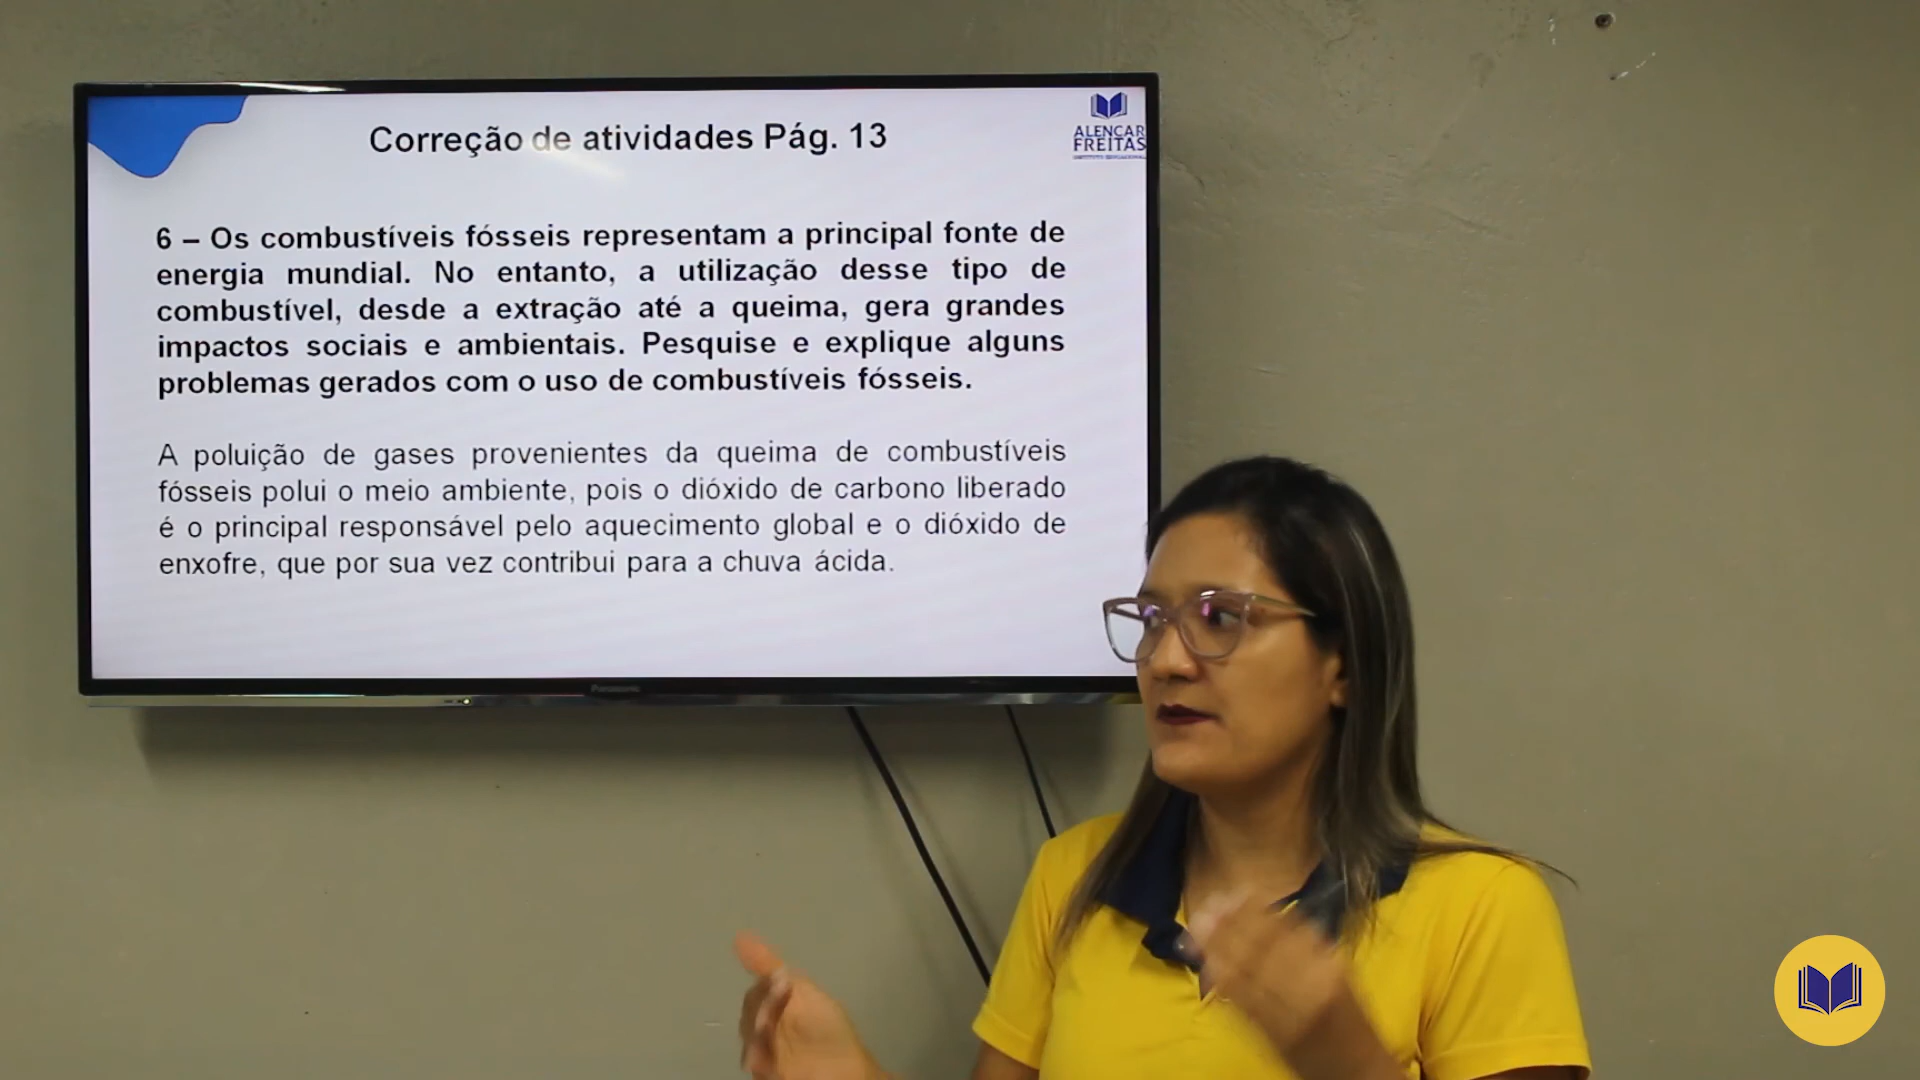 Correção de atividades Pág. 13
ALENCAR
FREITAS
6 – Os combustíveis fósseis representam a principal fonte de
energia mundial. No entanto, a utilização desse tipo de
combustível, desde a extração até a queima, gera grandes
impactos sociais e ambientais. Pesquise e explique alguns
problemas gerados com o uso de combustíveis fósseis.
A poluição de gases provenientes da queima de combustíveis
fósseis polui o meio ambiente, pois o dióxido de carbono liberado
é o principal responsável pelo aquecimento global e o dióxido de
enxofre, que por sua vez contribui para a chuva ácida.
Panasonic